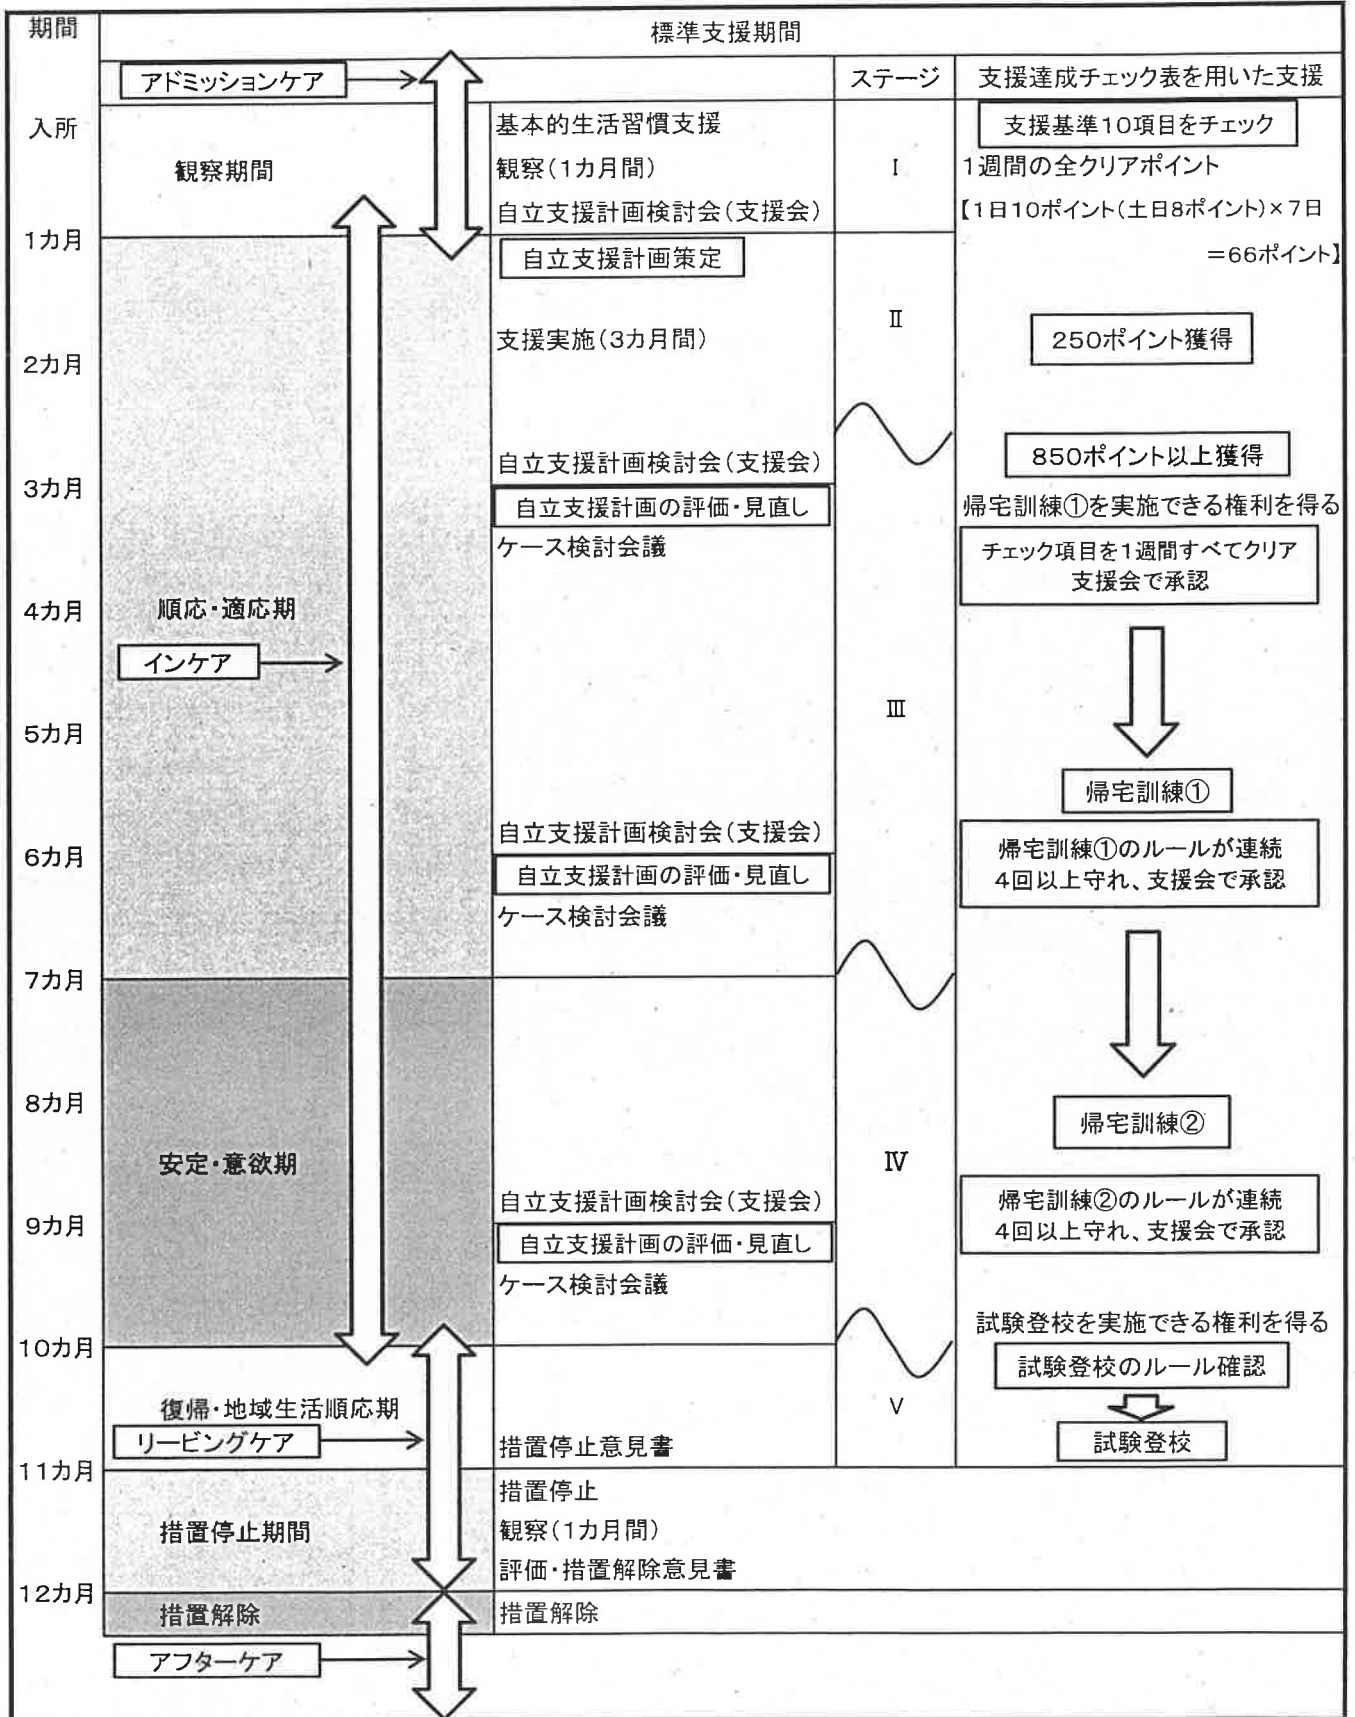 期間
標準支援期間
アドミッションケア
ステージ
支援達成チェック表を用いた支援
入所
観察期間
基本的生活習慣支援
観察(1カ月間)
自立支援計画検討会(支援会)
Ⅰ
支援基準10項目をチェック
1週間の全クリアポイント
【1日10ポイント(土日8ポイント)×7日
=66ポイント】
1カ月
自立支援計画策定
支援実施(3カ月間)
Ⅱ
250ポイント獲得
2カ月
自立支援計画検討会(支援会)
850ポイント以上獲得
3カ月
自立支援計画の評価・見直し
ケース検討会議
帰宅訓練①を実施できる権利を得る
チェック項目を1週間すべてクリア
支援会で承認
4カ月
順応・適応期
インケア
Ⅲ
5カ月
帰宅訓練①
自立支援計画検討会(支援会)
6カ月
自立支援計画の評価・見直し
ケース検討会議
帰宅訓練①のルールが連続
4回以上守れ、支援会で承認
7カ月
8カ月
帰宅訓練②
安定・意欲期
Ⅳ
自立支援計画検討会(支援会)
9カ月
自立支援計画の評価・見直し
ケース検討会議
帰宅訓練②のルールが連続
4回以上守れ、支援会で承認
試験登校を実施できる権利を得る
10カ月
試験登校のルール確認
復帰・地域生活順応期
リービングケア
措置停止意見書
Ⅴ
試験登校
11カ月
措置停止期間
措置停止
観察(1カ月間)
評価・措置解除意見書
12カ月
措置解除
措置解除
アフターケア